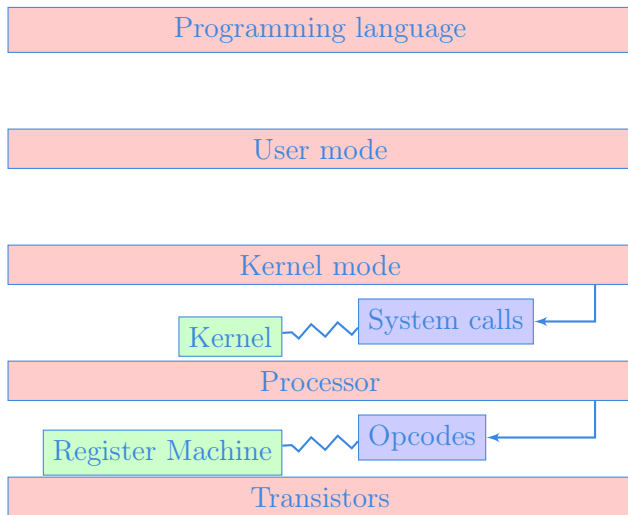 Programming language
User mode
Kernel mode
System calls
Kernel
Processor
Opcodes
Register Machine
Transistors